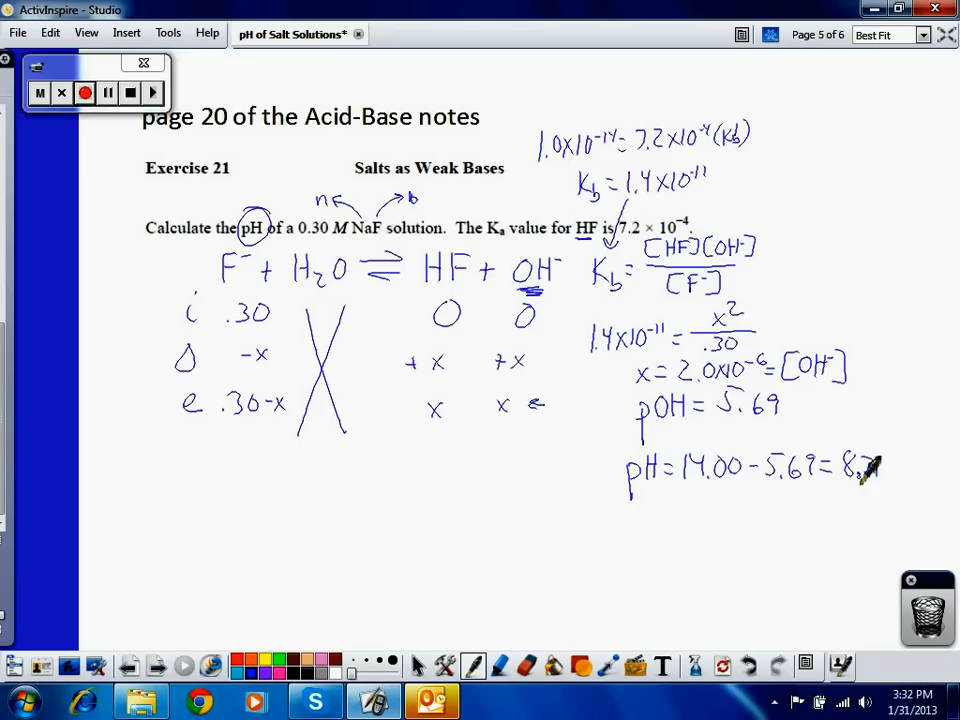 ActivInspire - Studio
File Edit View Insert Tools Help
pH of Salt Solutions*
Page 5 of 6
Best Fit
M
page 20 of the Acid-Base notes
1.0x10⁻¹⁴ = 7.2x10⁻⁴(Kb)
Exercise 21 Salts as Weak Bases
Kb = 1.4x10⁻¹¹
n b
Calculate the pH of a 0.30 M NaF solution. The Ka value for HF is 7.2 × 10⁻⁴.
F⁻ + H₂O ⇌ HF + OH⁻
Kb = [HF][OH⁻] / [F⁻]
i .30 0 0
1.4x10⁻¹¹ = x² / .30
Δ -x +x +x
x = 2.0x10⁻⁶ = [OH⁻]
e .30-x x x ←
pOH = 5.69
pH = 14.00 - 5.69 =
T
S
3:32 PM
1/31/2013